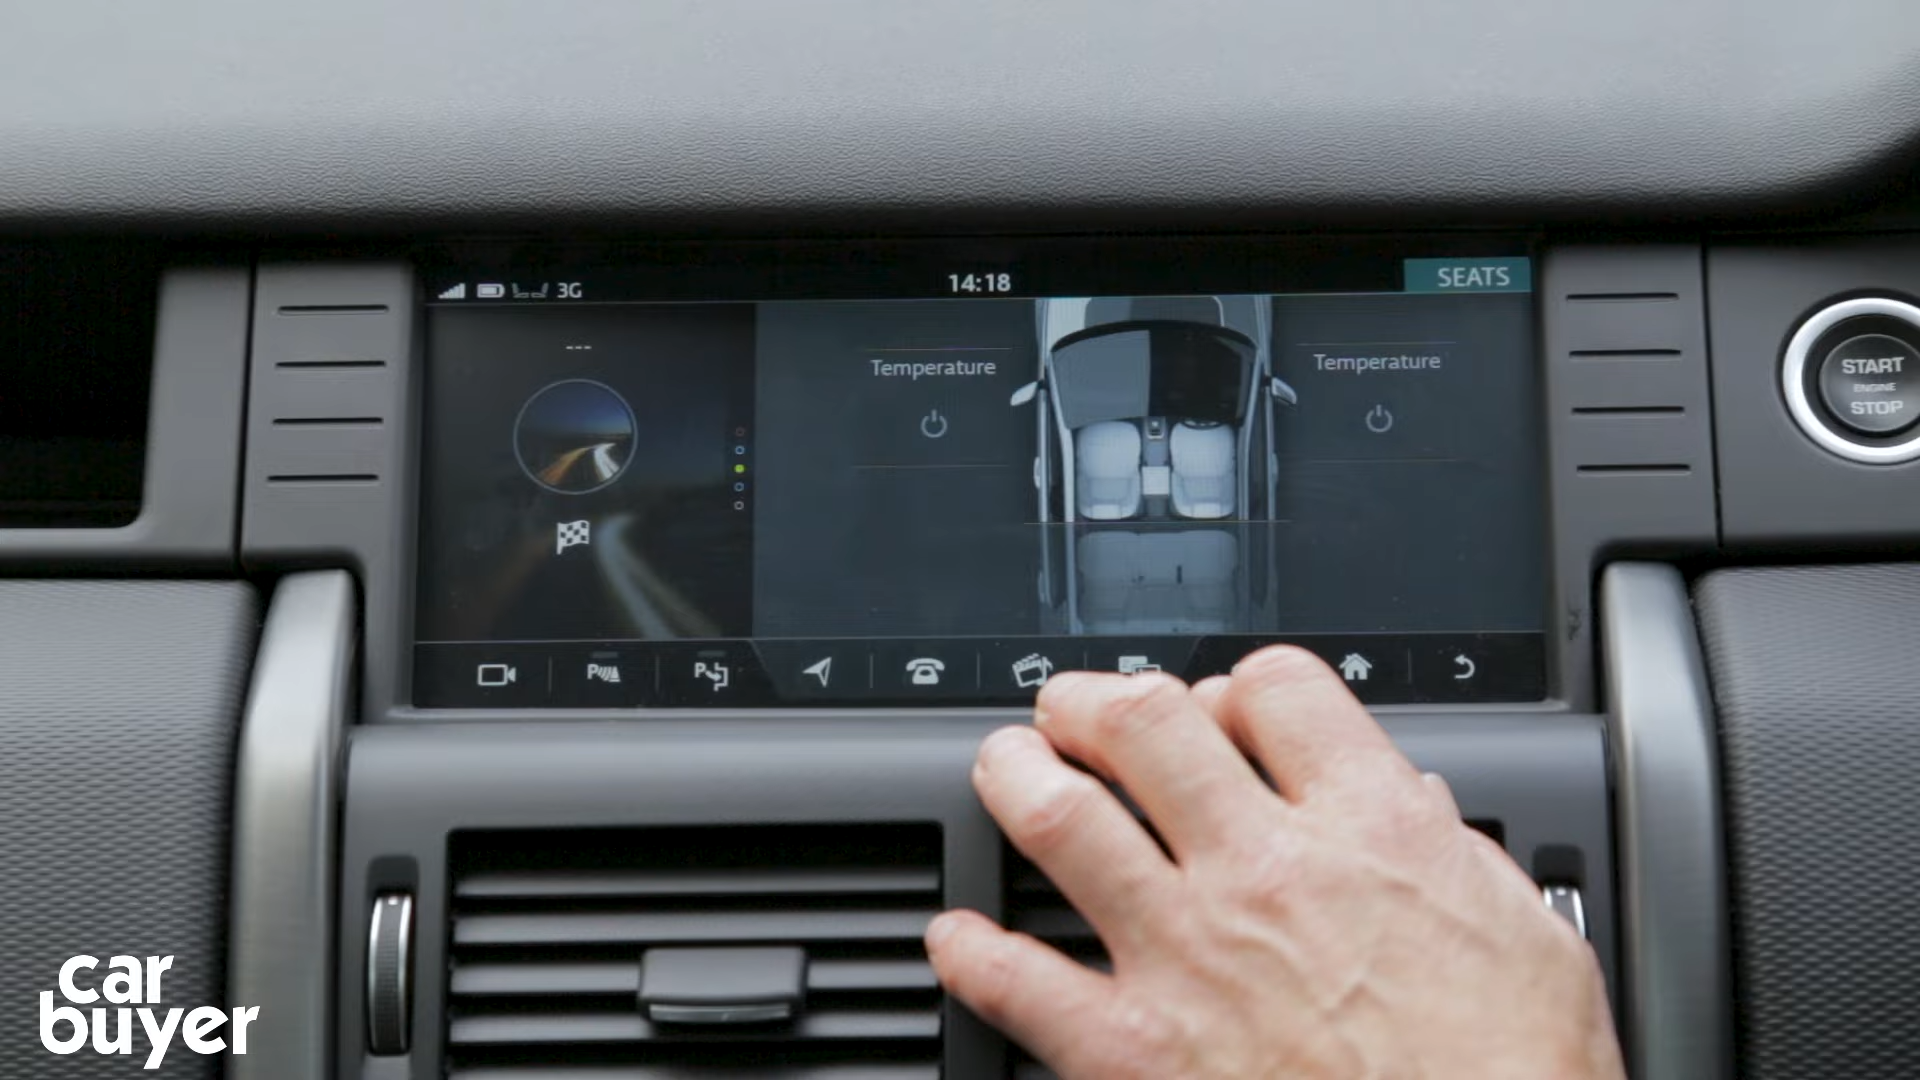 3G
14:18
SEATS
---
Temperature
Temperature
START
ENGINE
STOP
P
P
car
buyer